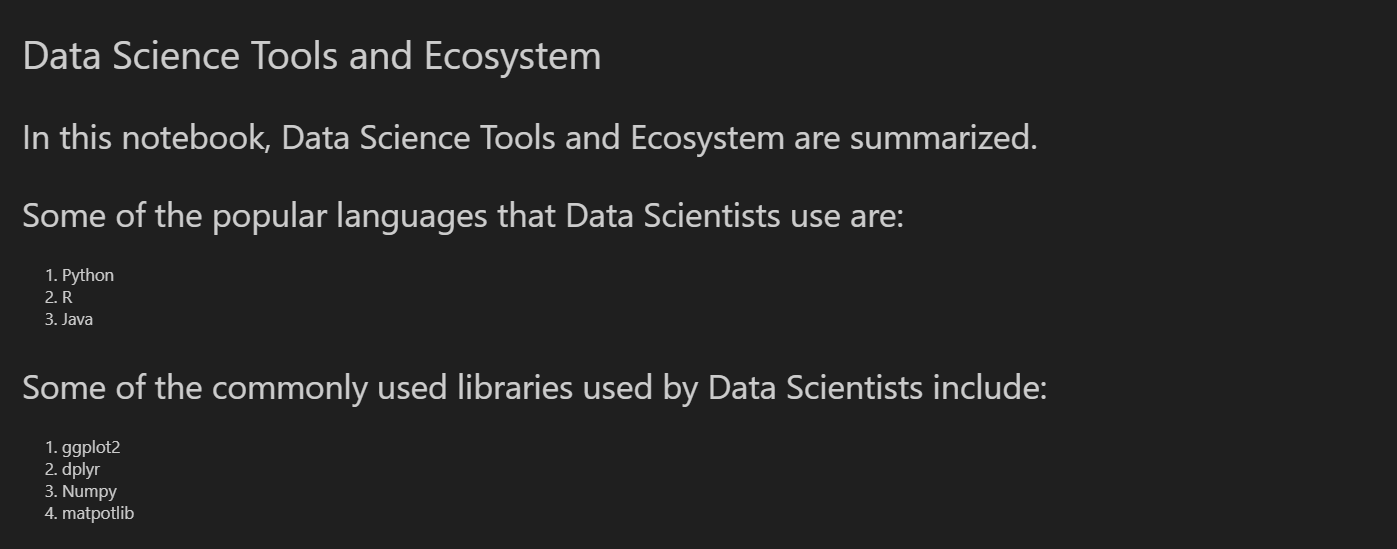 Data Science Tools and Ecosystem
In this notebook, Data Science Tools and Ecosystem are summarized.
Some of the popular languages that Data Scientists use are:
1. Python
2. R
3. Java
Some of the commonly used libraries used by Data Scientists include:
1. ggplot2
2. dplyr
3. Numpy
4. matpotlib